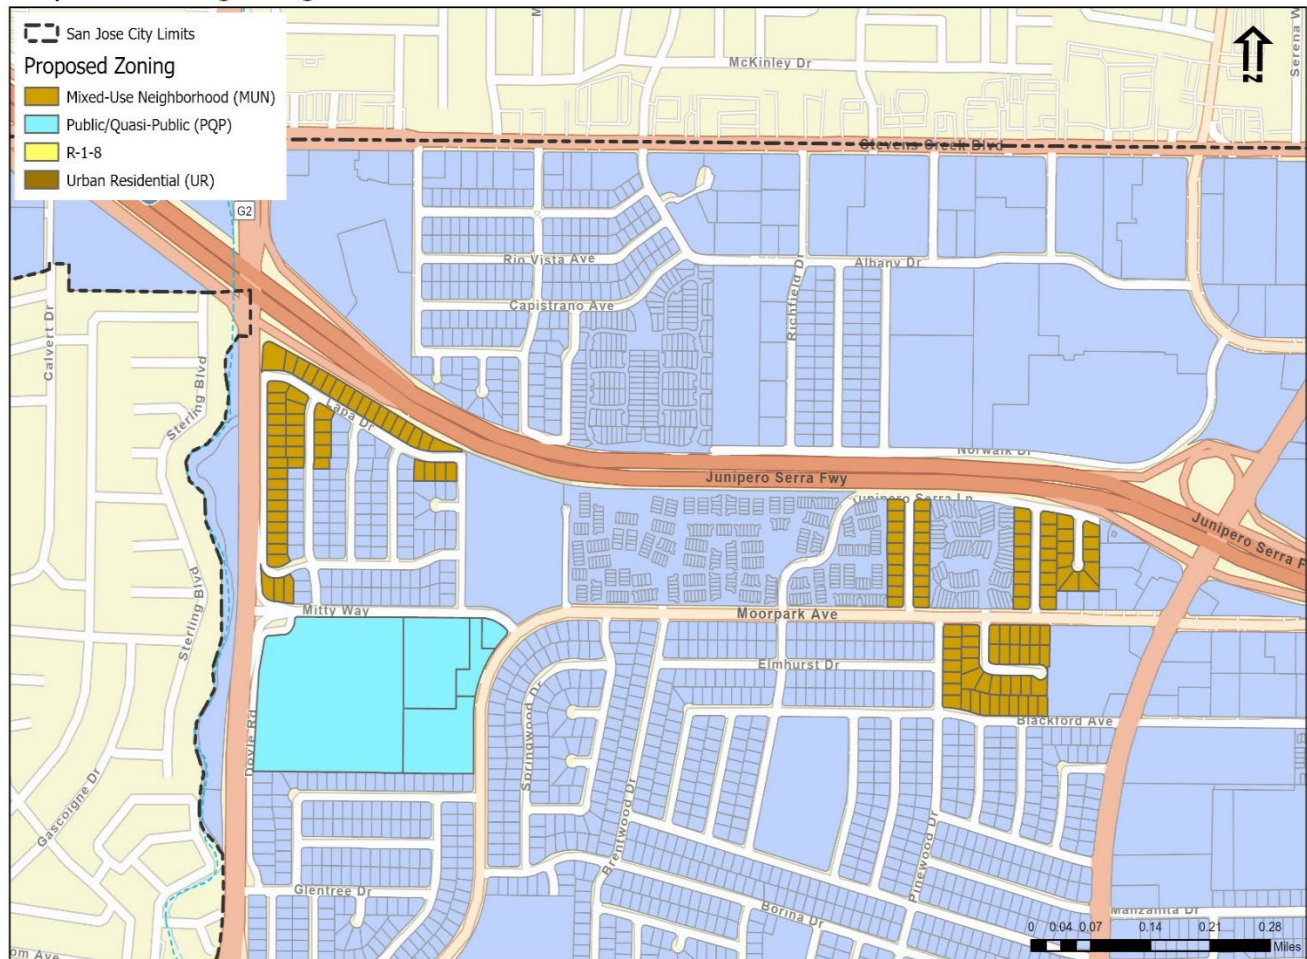 San Jose City Limits
Proposed Zoning
Mixed-Use Neighborhood (MUN)
Public/Quasi-Public (PQP)
R-1-8
Urban Residential (UR)
McKinley Dr
Serena W
N
Stevens Creek Blvd
G2
Rio Vista Ave
Albany Dr
Richfield Dr
Capistrano Ave
Calvert Dr
Sterling Blvd
Lapa Dr
Norwalk Dr
Junipero Serra Fwy
Junipero Serra Ln
Junipero Serra F
Sterling Blvd
Mitty Way
Moorpark Ave
Elmhurst Dr
Doyle Rd
Springwood Dr
Blackford Ave
Gascoigne Dr
Brentwood Dr
Pinewood Dr
Glentree Dr
Borina Dr
Manzanita Dr
om Ave
0 0.04 0.07 0.14 0.21 0.28
Miles